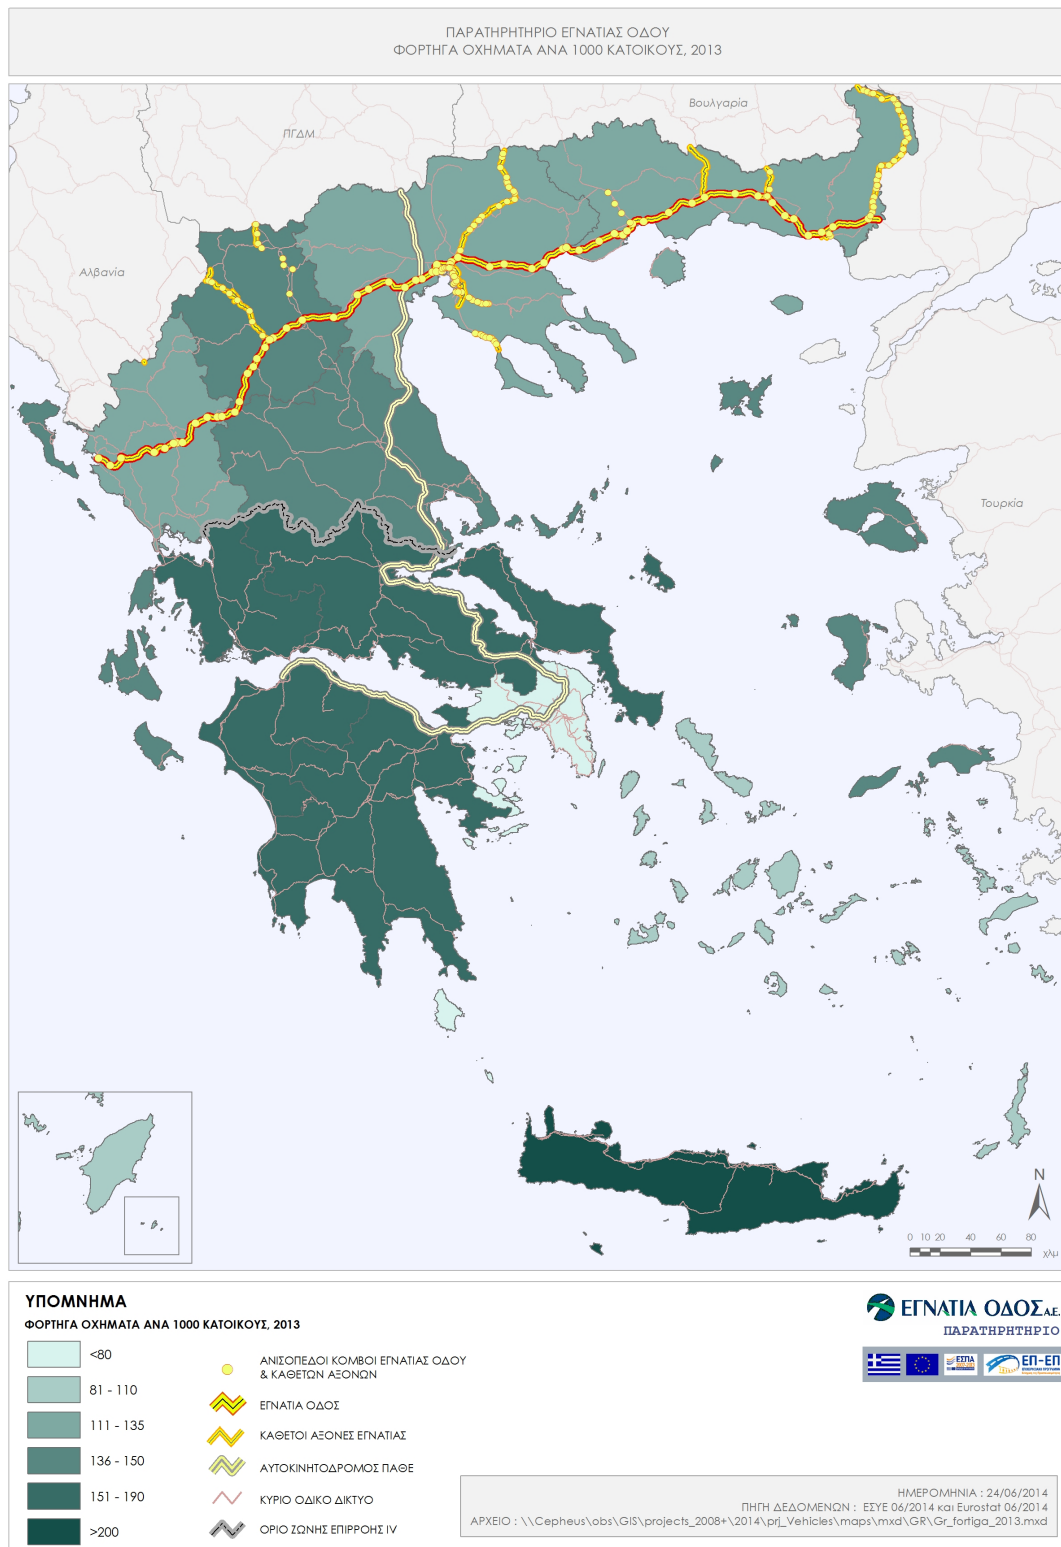 ΠΑΡΑΤΗΡΗΤΗΡΙΟ ΕΓΝΑΤΙΑΣ ΟΔΟΥ
ΦΟΡΤΗΓΑ ΟΧΗΜΑΤΑ ΑΝΑ 1000 ΚΑΤΟΙΚΟΥΣ, 2013
Βουλγαρία
ΠΓΔΜ
Αλβανία
Τουρκία
N
0 10 20 40 60 80
χλμ
ΥΠΟΜΝΗΜΑ
ΦΟΡΤΗΓΑ ΟΧΗΜΑΤΑ ΑΝΑ 1000 ΚΑΤΟΙΚΟΥΣ, 2013
<80
81 - 110
111 - 135
136 - 150
151 - 190
>200
ΑΝΙΣΟΠΕΔΟΙ ΚΟΜΒΟΙ ΕΓΝΑΤΙΑΣ ΟΔΟΥ
& ΚΑΘΕΤΩΝ ΑΞΟΝΩΝ
ΕΓΝΑΤΙΑ ΟΔΟΣ
ΚΑΘΕΤΟΙ ΑΞΟΝΕΣ ΕΓΝΑΤΙΑΣ
ΑΥΤΟΚΙΝΗΤΟΔΡΟΜΟΣ ΠΑΘΕ
ΚΥΡΙΟ ΟΔΙΚΟ ΔΙΚΤΥΟ
ΟΡΙΟ ΖΩΝΗΣ ΕΠΙΡΡΟΗΣ IV
ΕΓΝΑΤΙΑ ΟΔΟΣ Α.Ε.
ΠΑΡΑΤΗΡΗΤΗΡΙΟ
ΕΣΠΑ
ΕΠ-ΕΠ
ΗΜΕΡΟΜΗΝΙΑ : 24/06/2014
ΠΗΓΗ ΔΕΔΟΜΕΝΩΝ : ΕΣΥΕ 06/2014 και Eurostat 06/2014
ΑΡΧΕΙΟ : \\Cepheus\obs\GIS\projects_2008+\2014\prj_Vehicles\maps\mxd\GR\Gr_fortiga_2013.mxd